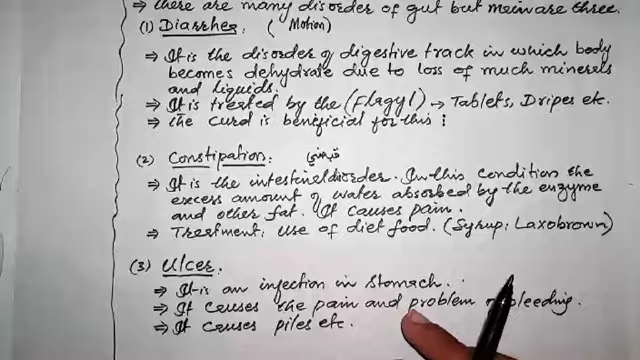 ⇒ There are many disorder of gut but mein are three.
(1) Diarrhea. (Motion)
⇒ It is the disorder of digestive track in which body
becomes dehydrate due to loss of much minerals
and liquids.
⇒ It is treated by the (Flagyl) → Tablets, Dripes etc.
⇒ The curd is beneficial for this :
(2) Constipation:
⇒ It is the intestinal disorder. In this condition the
excess amount of water absorbed by the enzyme
and other fat. It causes pain.
⇒ Treatment: Use of diet food. (Syrup: Laxobrown)
(3) Ulcer.
⇒ It is an infection in stomach.
⇒ It causes the pain and problem bleeding.
⇒ It causes piles etc.